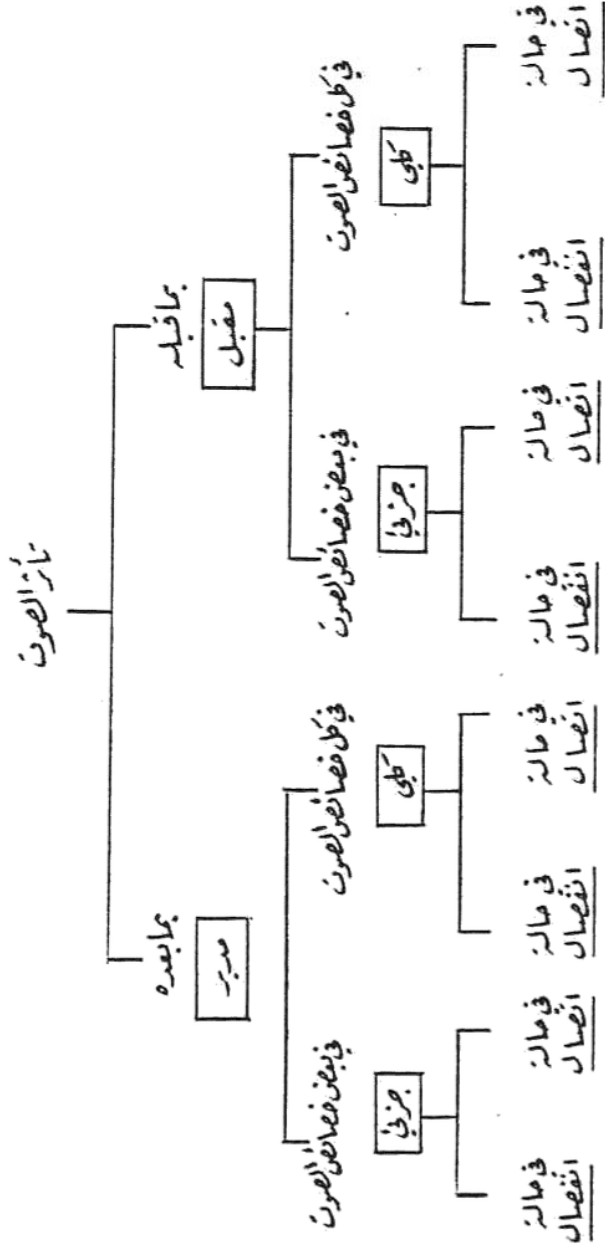 تأثر الصوت
بما قبله
بما بعده
مقبل
مدبر
في كل خصائص الصوت
في بعض خصائص الصوت
في كل خصائص الصوت
في بعض خصائص الصوت
كلي
جزئي
كلي
جزئي
في حالة
اتصال
في حالة
انفصال
في حالة
اتصال
في حالة
انفصال
في حالة
اتصال
في حالة
انفصال
في حالة
اتصال
في حالة
انفصال